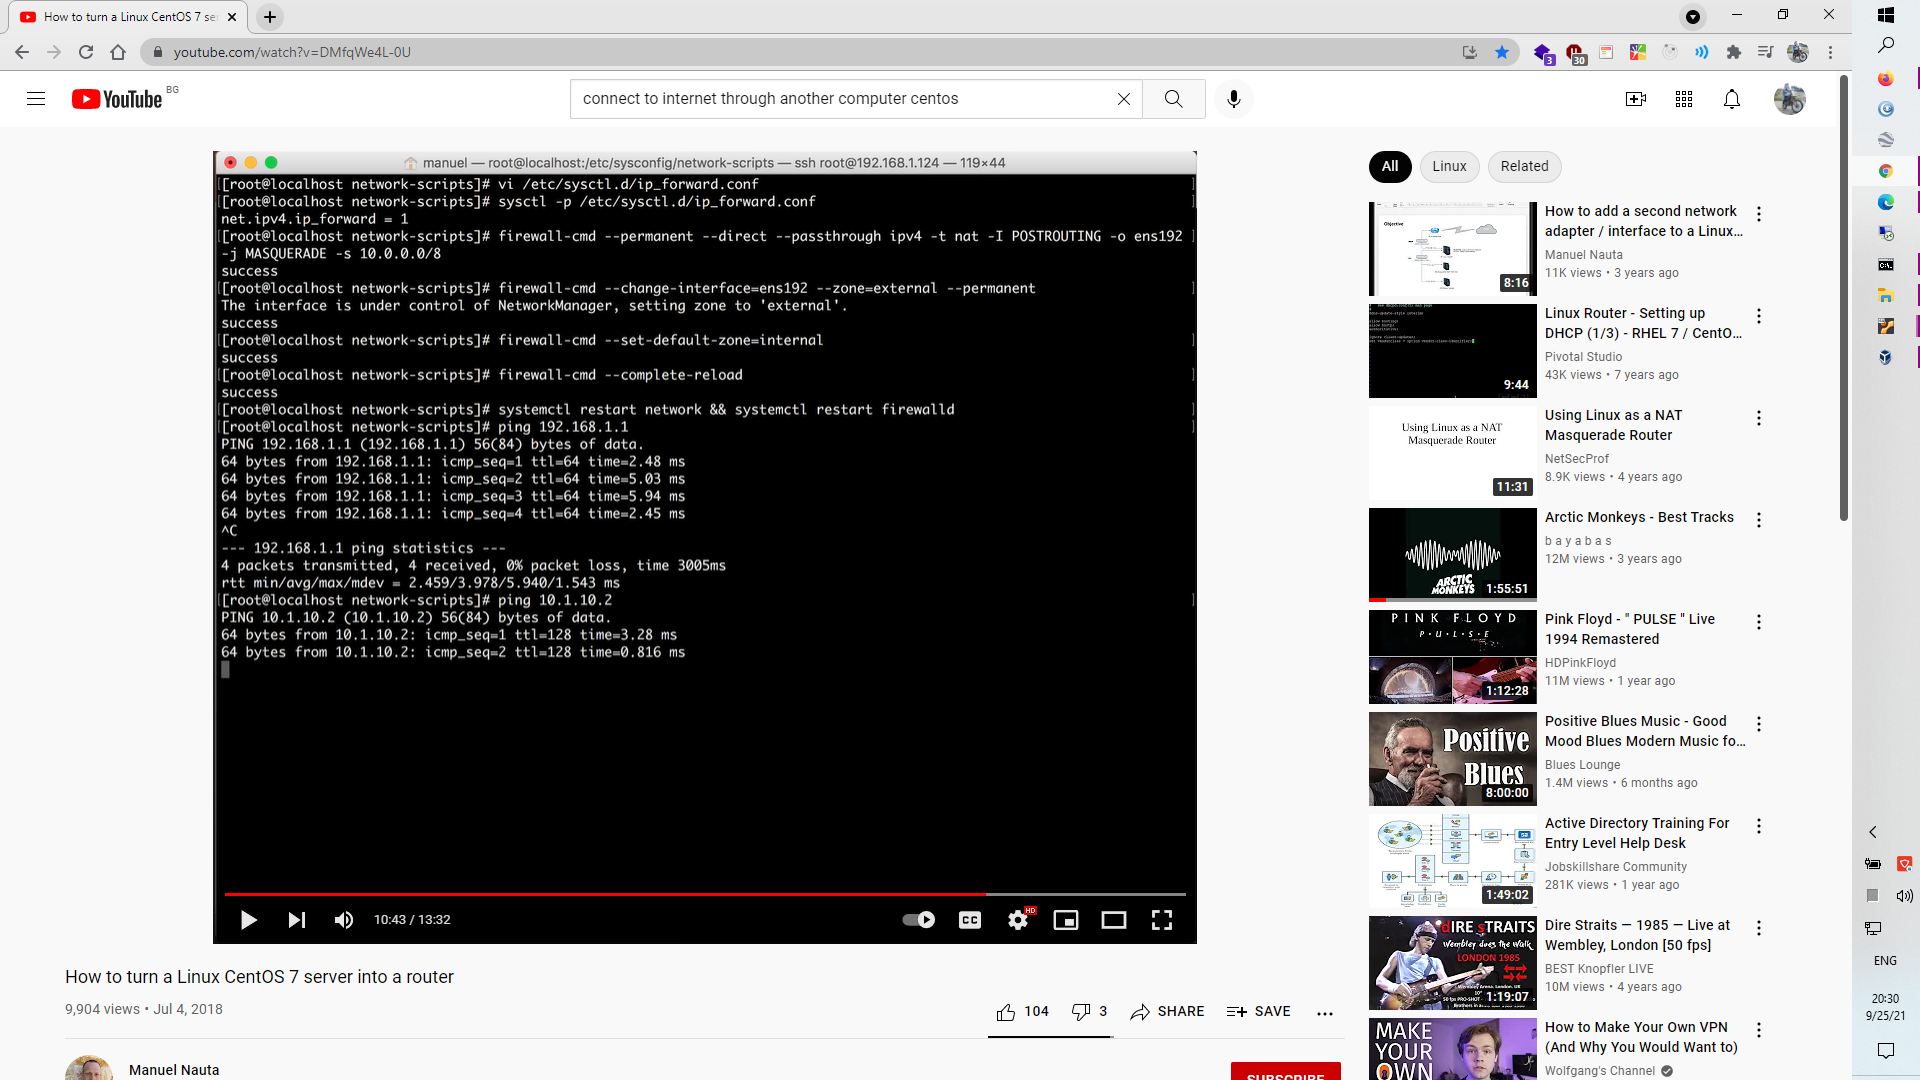 How to turn a Linux CentOS 7 se
youtube.com/watch?v=DMfqWe4L-0U
3
30
YouTube BG
connect to internet through another computer centos
manuel — root@localhost:/etc/sysconfig/network-scripts — ssh root@192.168.1.124 — 119×44
[root@localhost network-scripts]# vi /etc/sysctl.d/ip_forward.conf
[root@localhost network-scripts]# sysctl -p /etc/sysctl.d/ip_forward.conf
net.ipv4.ip_forward = 1
[root@localhost network-scripts]# firewall-cmd --permanent --direct --passthrough ipv4 -t nat -I POSTROUTING -o ens192
-j MASQUERADE -s 10.0.0.0/8
success
[root@localhost network-scripts]# firewall-cmd --change-interface=ens192 --zone=external --permanent
The interface is under control of NetworkManager, setting zone to 'external'.
success
[root@localhost network-scripts]# firewall-cmd --set-default-zone=internal
success
[root@localhost network-scripts]# firewall-cmd --complete-reload
success
[root@localhost network-scripts]# systemctl restart network && systemctl restart firewalld
[root@localhost network-scripts]# ping 192.168.1.1
PING 192.168.1.1 (192.168.1.1) 56(84) bytes of data.
64 bytes from 192.168.1.1: icmp_seq=1 ttl=64 time=2.48 ms
64 bytes from 192.168.1.1: icmp_seq=2 ttl=64 time=5.03 ms
64 bytes from 192.168.1.1: icmp_seq=3 ttl=64 time=5.94 ms
64 bytes from 192.168.1.1: icmp_seq=4 ttl=64 time=2.45 ms
^C
--- 192.168.1.1 ping statistics ---
4 packets transmitted, 4 received, 0% packet loss, time 3005ms
rtt min/avg/max/mdev = 2.459/3.978/5.940/1.543 ms
[root@localhost network-scripts]# ping 10.1.10.2
PING 10.1.10.2 (10.1.10.2) 56(84) bytes of data.
64 bytes from 10.1.10.2: icmp_seq=1 ttl=128 time=3.28 ms
64 bytes from 10.1.10.2: icmp_seq=2 ttl=128 time=0.816 ms
10:43 / 13:32
CC
HD
How to turn a Linux CentOS 7 server into a router
9,904 views • Jul 4, 2018
104
3
SHARE
SAVE
Manuel Nauta
SUBSCRIBE
All
Linux
Related
Objective
8:16
How to add a second network
adapter / interface to a Linux…
Manuel Nauta
11K views • 3 years ago
9:44
Linux Router - Setting up
DHCP (1/3) - RHEL 7 / CentO…
Pivotal Studio
43K views • 7 years ago
Using Linux as a NAT
Masquerade Router
11:31
Using Linux as a NAT
Masquerade Router
NetSecProf
8.9K views • 4 years ago
ARCTIC
MONKEYS
1:55:51
Arctic Monkeys - Best Tracks
b a y a b a s
12M views • 3 years ago
PINK FLOYD
P·U·L·S·E
1:12:28
Pink Floyd - " PULSE " Live
1994 Remastered
HDPinkFloyd
11M views • 1 year ago
Positive
Blues
8:00:00
Positive Blues Music - Good
Mood Blues Modern Music fo…
Blues Lounge
1.4M views • 6 months ago
1:49:02
Active Directory Training For
Entry Level Help Desk
Jobskillshare Community
281K views • 1 year ago
dIRE sTRAITS
Wembley does the Walk
LONDON 1985
1:19:07
Dire Straits — 1985 — Live at
Wembley, London [50 fps]
BEST Knopfler LIVE
10M views • 4 years ago
MAKE
YOUR
OWN
How to Make Your Own VPN
(And Why You Would Want to)
Wolfgang's Channel
ENG
20:30
9/25/21